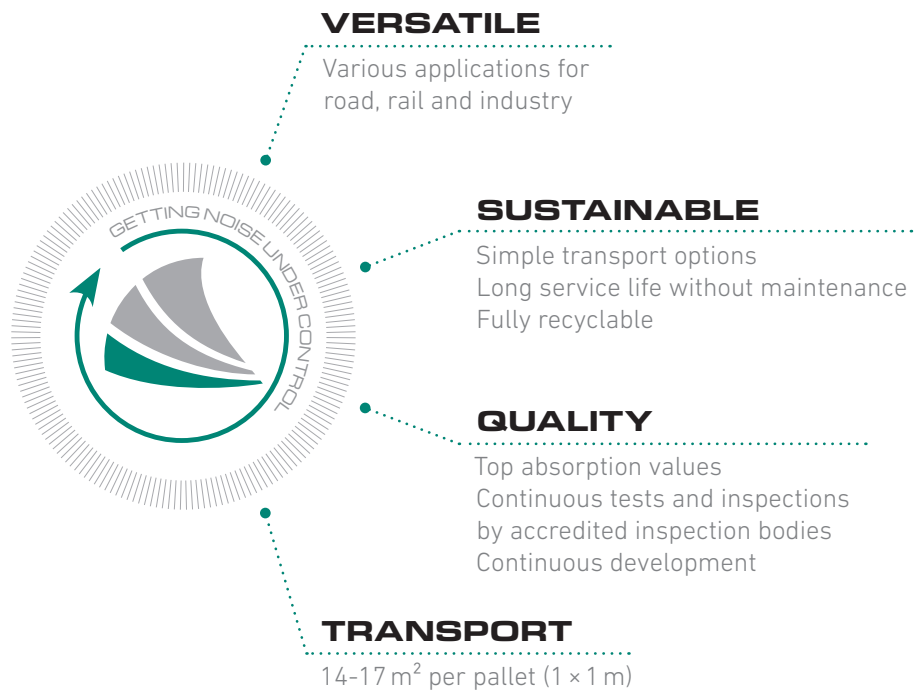 VERSATILE
Various applications for
road, rail and industry
GETTING NOISE UNDER CONTROL
SUSTAINABLE
Simple transport options
Long service life without maintenance
Fully recyclable
QUALITY
Top absorption values
Continuous tests and inspections
by accredited inspection bodies
Continuous development
TRANSPORT
14-17 m² per pallet (1 × 1 m)